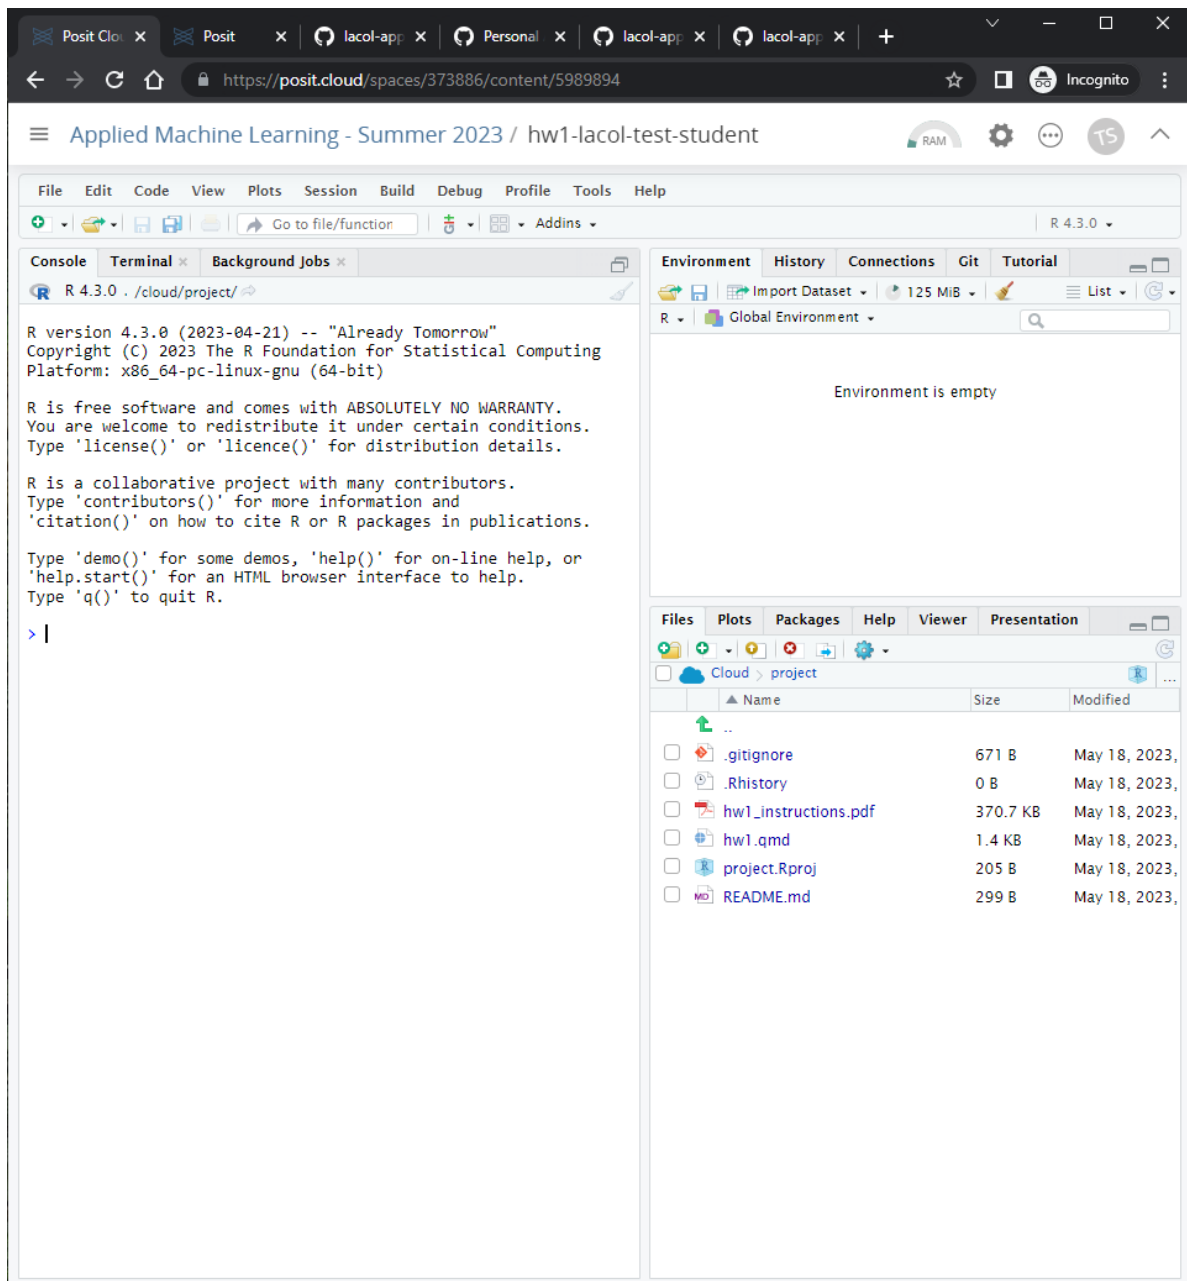 Posit Clou
Posit
lacol-app
Personal
lacol-app
lacol-app
https://posit.cloud/spaces/373886/content/5989894
Incognito
Applied Machine Learning - Summer 2023 / hw1-lacol-test-student
RAM
TS
File Edit Code View Plots Session Build Debug Profile Tools Help
Go to file/function
Addins
R 4.3.0
Console Terminal Background Jobs
R 4.3.0 . /cloud/project/
R version 4.3.0 (2023-04-21) -- "Already Tomorrow"
Copyright (C) 2023 The R Foundation for Statistical Computing
Platform: x86_64-pc-linux-gnu (64-bit)
R is free software and comes with ABSOLUTELY NO WARRANTY.
You are welcome to redistribute it under certain conditions.
Type 'license()' or 'licence()' for distribution details.
R is a collaborative project with many contributors.
Type 'contributors()' for more information and
'citation()' on how to cite R or R packages in publications.
Type 'demo()' for some demos, 'help()' for on-line help, or
'help.start()' for an HTML browser interface to help.
Type 'q()' to quit R.
>
Environment History Connections Git Tutorial
Import Dataset 125 MiB List
R Global Environment
Environment is empty
Files Plots Packages Help Viewer Presentation
Cloud project
...
Name Size Modified
..
.gitignore 671 B May 18, 2023,
.Rhistory 0 B May 18, 2023,
hw1_instructions.pdf 370.7 KB May 18, 2023,
hw1.qmd 1.4 KB May 18, 2023,
project.Rproj 205 B May 18, 2023,
README.md 299 B May 18, 2023,